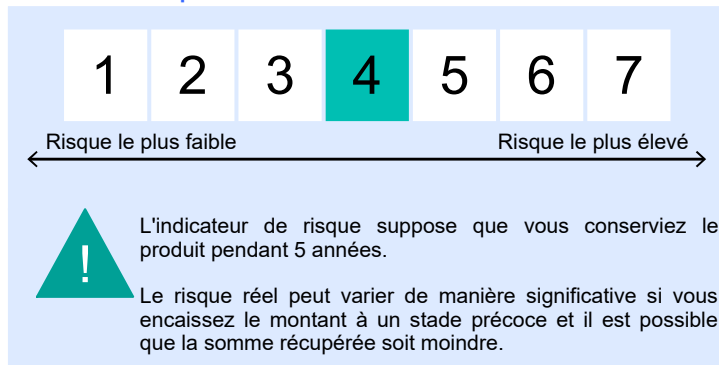 1 2 3 4 5 6 7
Risque le plus faible Risque le plus élevé
!
L'indicateur de risque suppose que vous conserviez le
produit pendant 5 années.
Le risque réel peut varier de manière significative si vous
encaissez le montant à un stade précoce et il est possible
que la somme récupérée soit moindre.